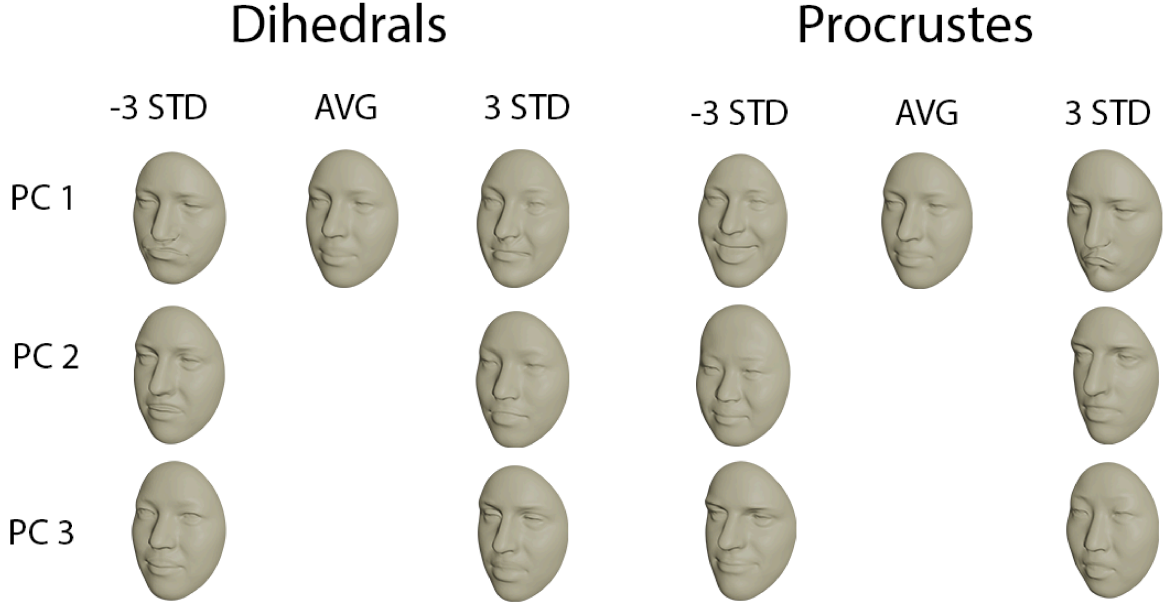 Dihedrals Procrustes
-3 STD AVG 3 STD -3 STD AVG 3 STD
PC 1
PC 2
PC 3